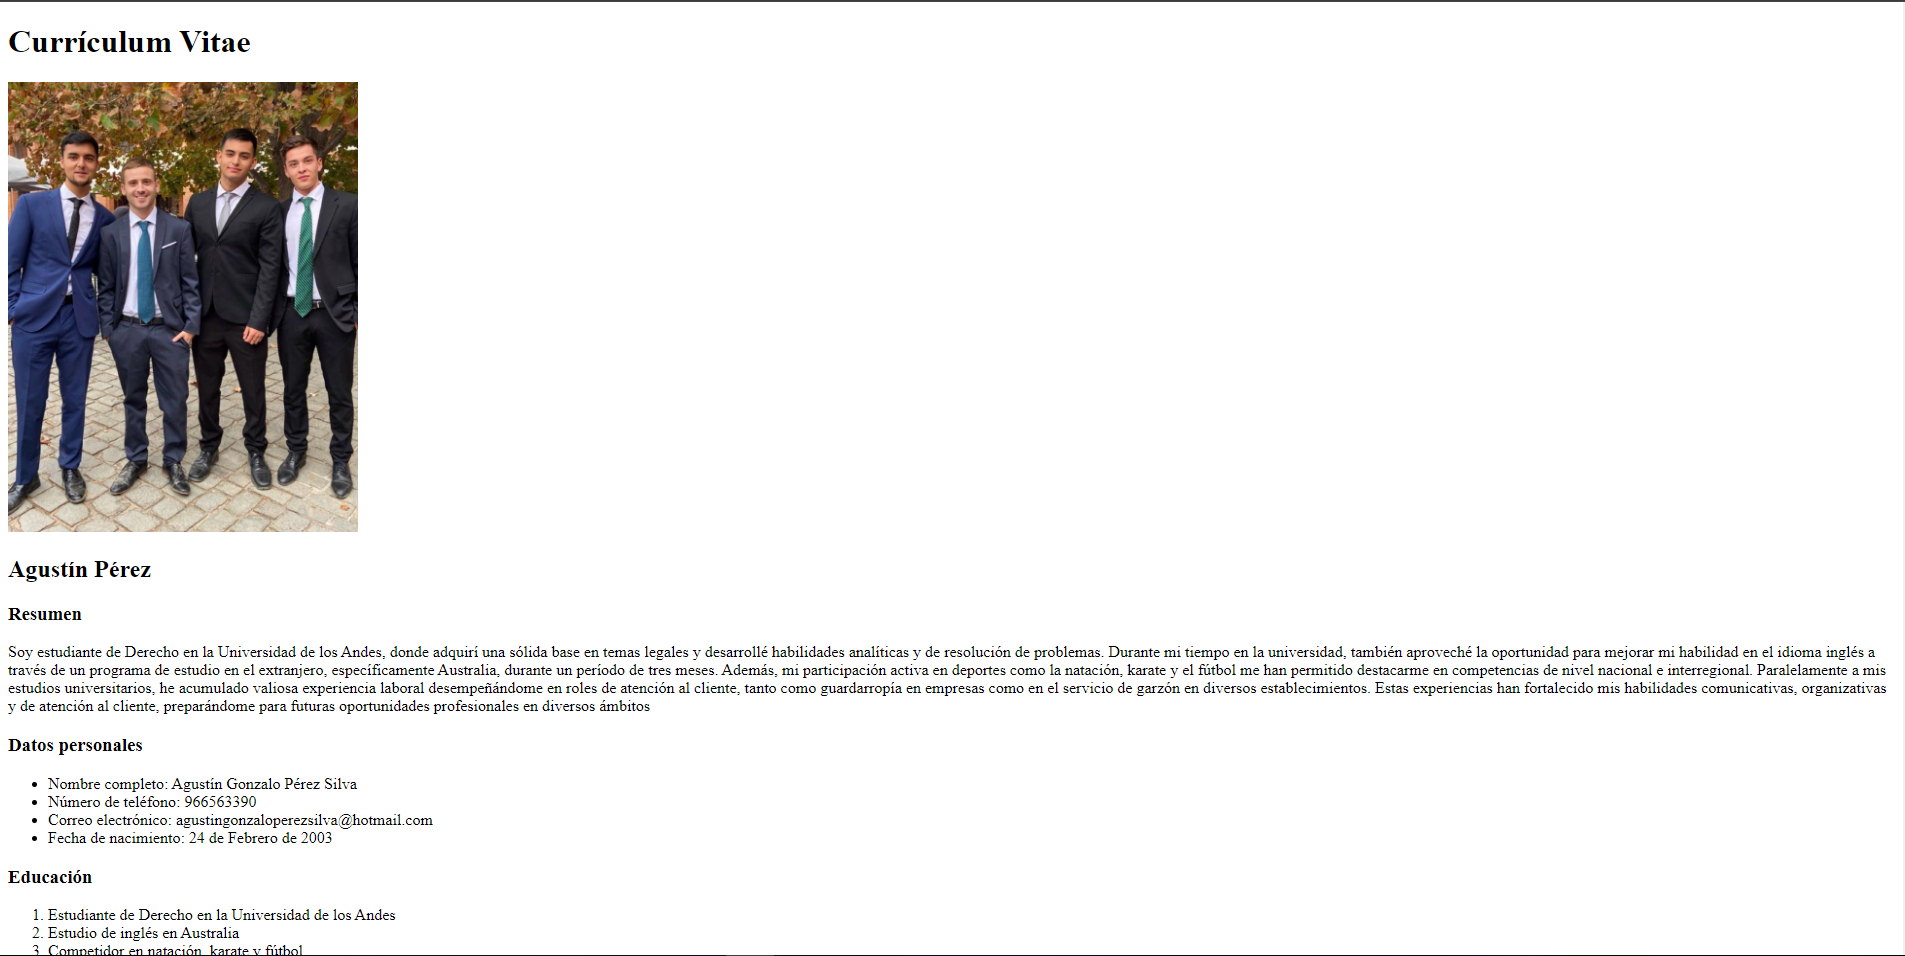 Currículum Vitae
Agustín Pérez
Resumen
Soy estudiante de Derecho en la Universidad de los Andes, donde adquirí una sólida base en temas legales y desarrollé habilidades analíticas y de resolución de problemas. Durante mi tiempo en la universidad, también aproveché la oportunidad para mejorar mi habilidad en el idioma inglés a
través de un programa de estudio en el extranjero, específicamente Australia, durante un período de tres meses. Además, mi participación activa en deportes como la natación, karate y el fútbol me han permitido destacarme en competencias de nivel nacional e interregional. Paralelamente a mis
estudios universitarios, he acumulado valiosa experiencia laboral desempeñándome en roles de atención al cliente, tanto como guardarropía en empresas como en el servicio de garzón en diversos establecimientos. Estas experiencias han fortalecido mis habilidades comunicativas, organizativas
y de atención al cliente, preparándome para futuras oportunidades profesionales en diversos ámbitos
Datos personales
• Nombre completo: Agustín Gonzalo Pérez Silva
• Número de teléfono: 966563390
• Correo electrónico: agustingonzaloperezsilva@hotmail.com
• Fecha de nacimiento: 24 de Febrero de 2003
Educación
1. Estudiante de Derecho en la Universidad de los Andes
2. Estudio de inglés en Australia
3. Competidor en natación, karate y fútbol